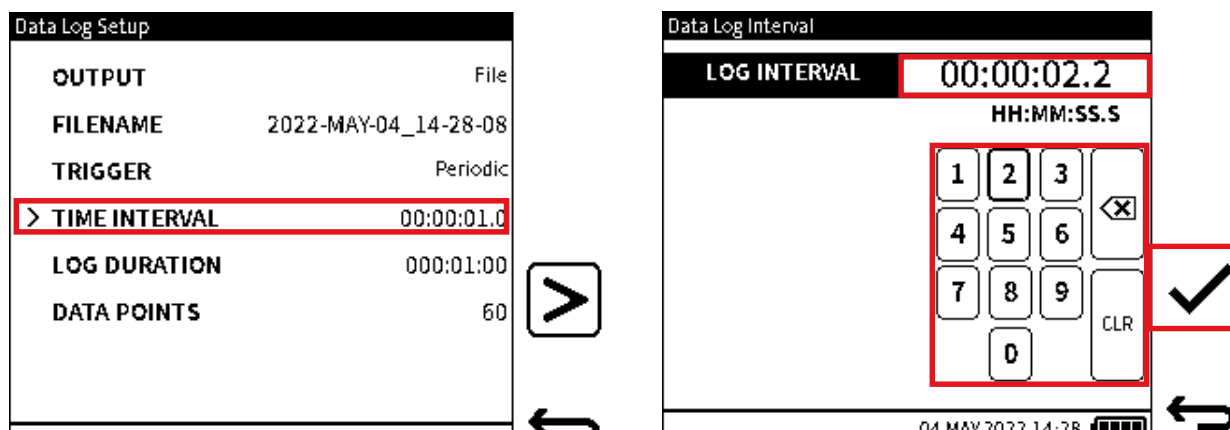 Data Log Setup
OUTPUT File
FILENAME 2022-MAY-04_14-28-08
TRIGGER Periodic
> TIME INTERVAL 00:00:01.0
LOG DURATION 000:01:00
DATA POINTS 60
Data Log Interval
LOG INTERVAL 00:00:02.2
HH:MM:SS.S
1 2 3
4 5 6
7 8 9
CLR
0
04 MAY 2022 14:28